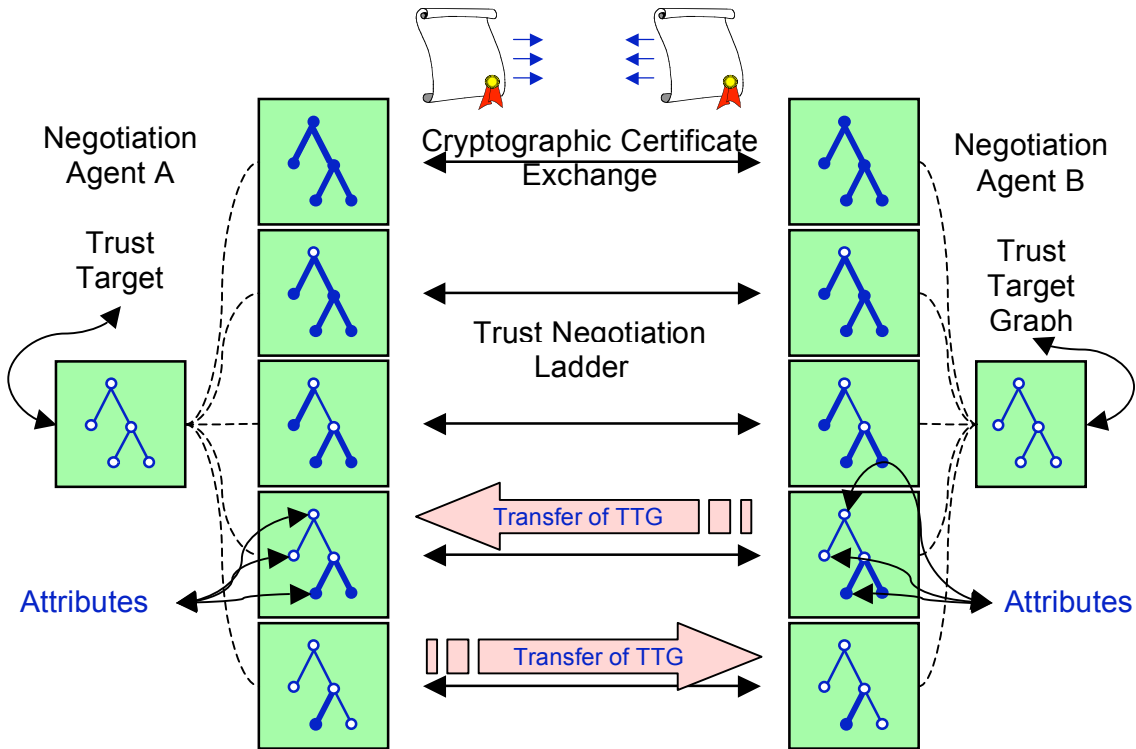 Negotiation
Agent A
Cryptographic Certificate
Exchange
Negotiation
Agent B
Trust
Target
Trust
Target
Graph
Trust Negotiation
Ladder
Transfer of TTG
Attributes
Attributes
Transfer of TTG